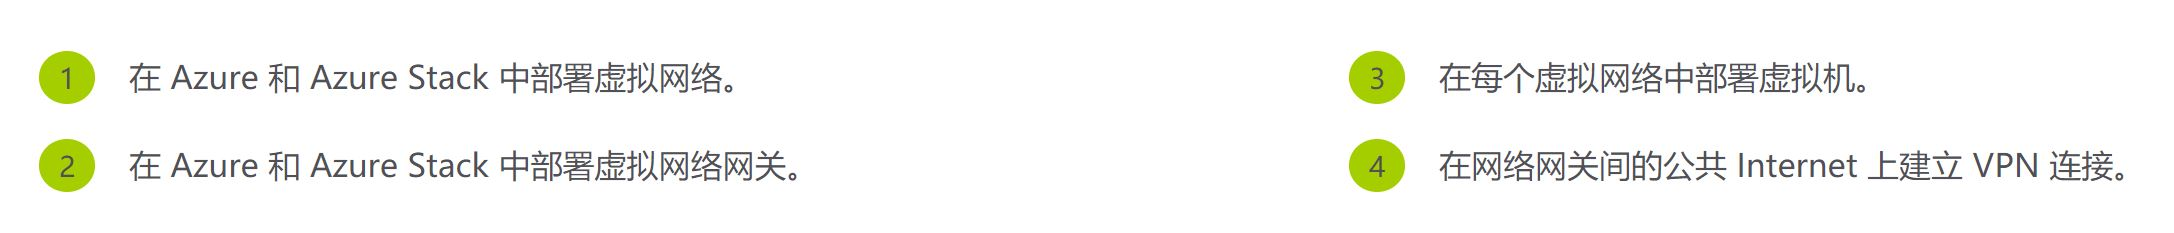 1 在 Azure 和 Azure Stack 中部署虚拟网络。
2 在 Azure 和 Azure Stack 中部署虚拟网络网关。
3 在每个虚拟网络中部署虚拟机。
4 在网络网关间的公共 Internet 上建立 VPN 连接。